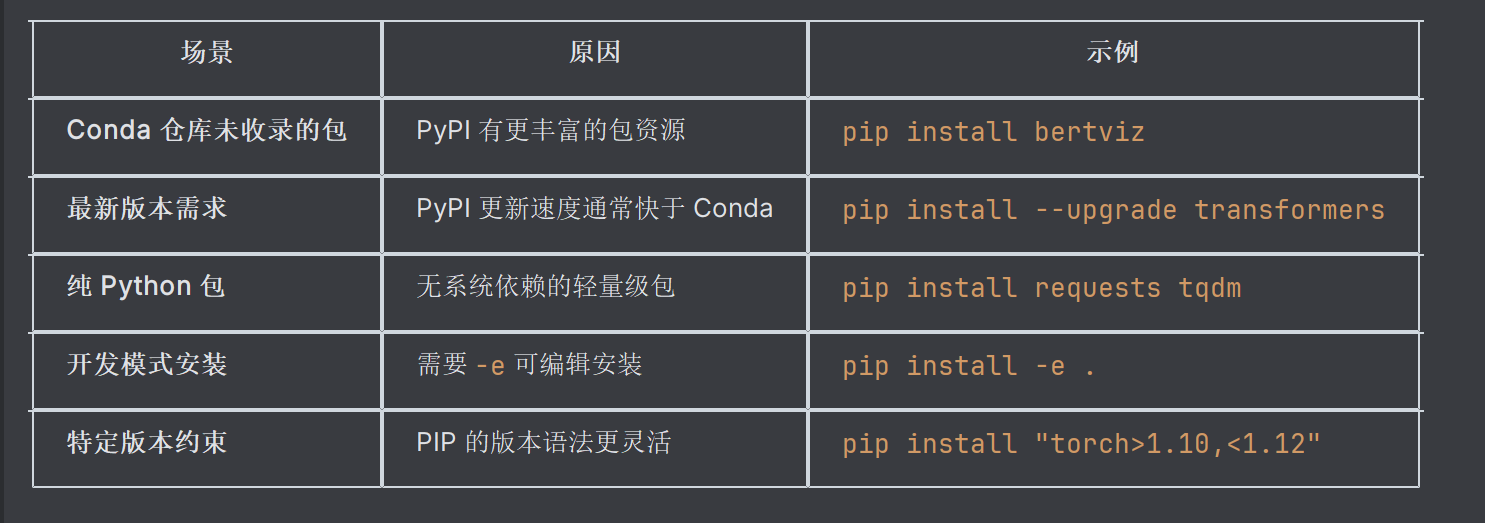 场景 原因 示例
Conda 仓库未收录的包 PyPI 有更丰富的包资源 pip install bertviz
最新版本需求 PyPI 更新速度通常快于 Conda pip install --upgrade transformers
纯 Python 包 无系统依赖的轻量级包 pip install requests tqdm
开发模式安装 需要 -e 可编辑安装 pip install -e .
特定版本约束 PIP 的版本语法更灵活 pip install "torch>1.10,<1.12"